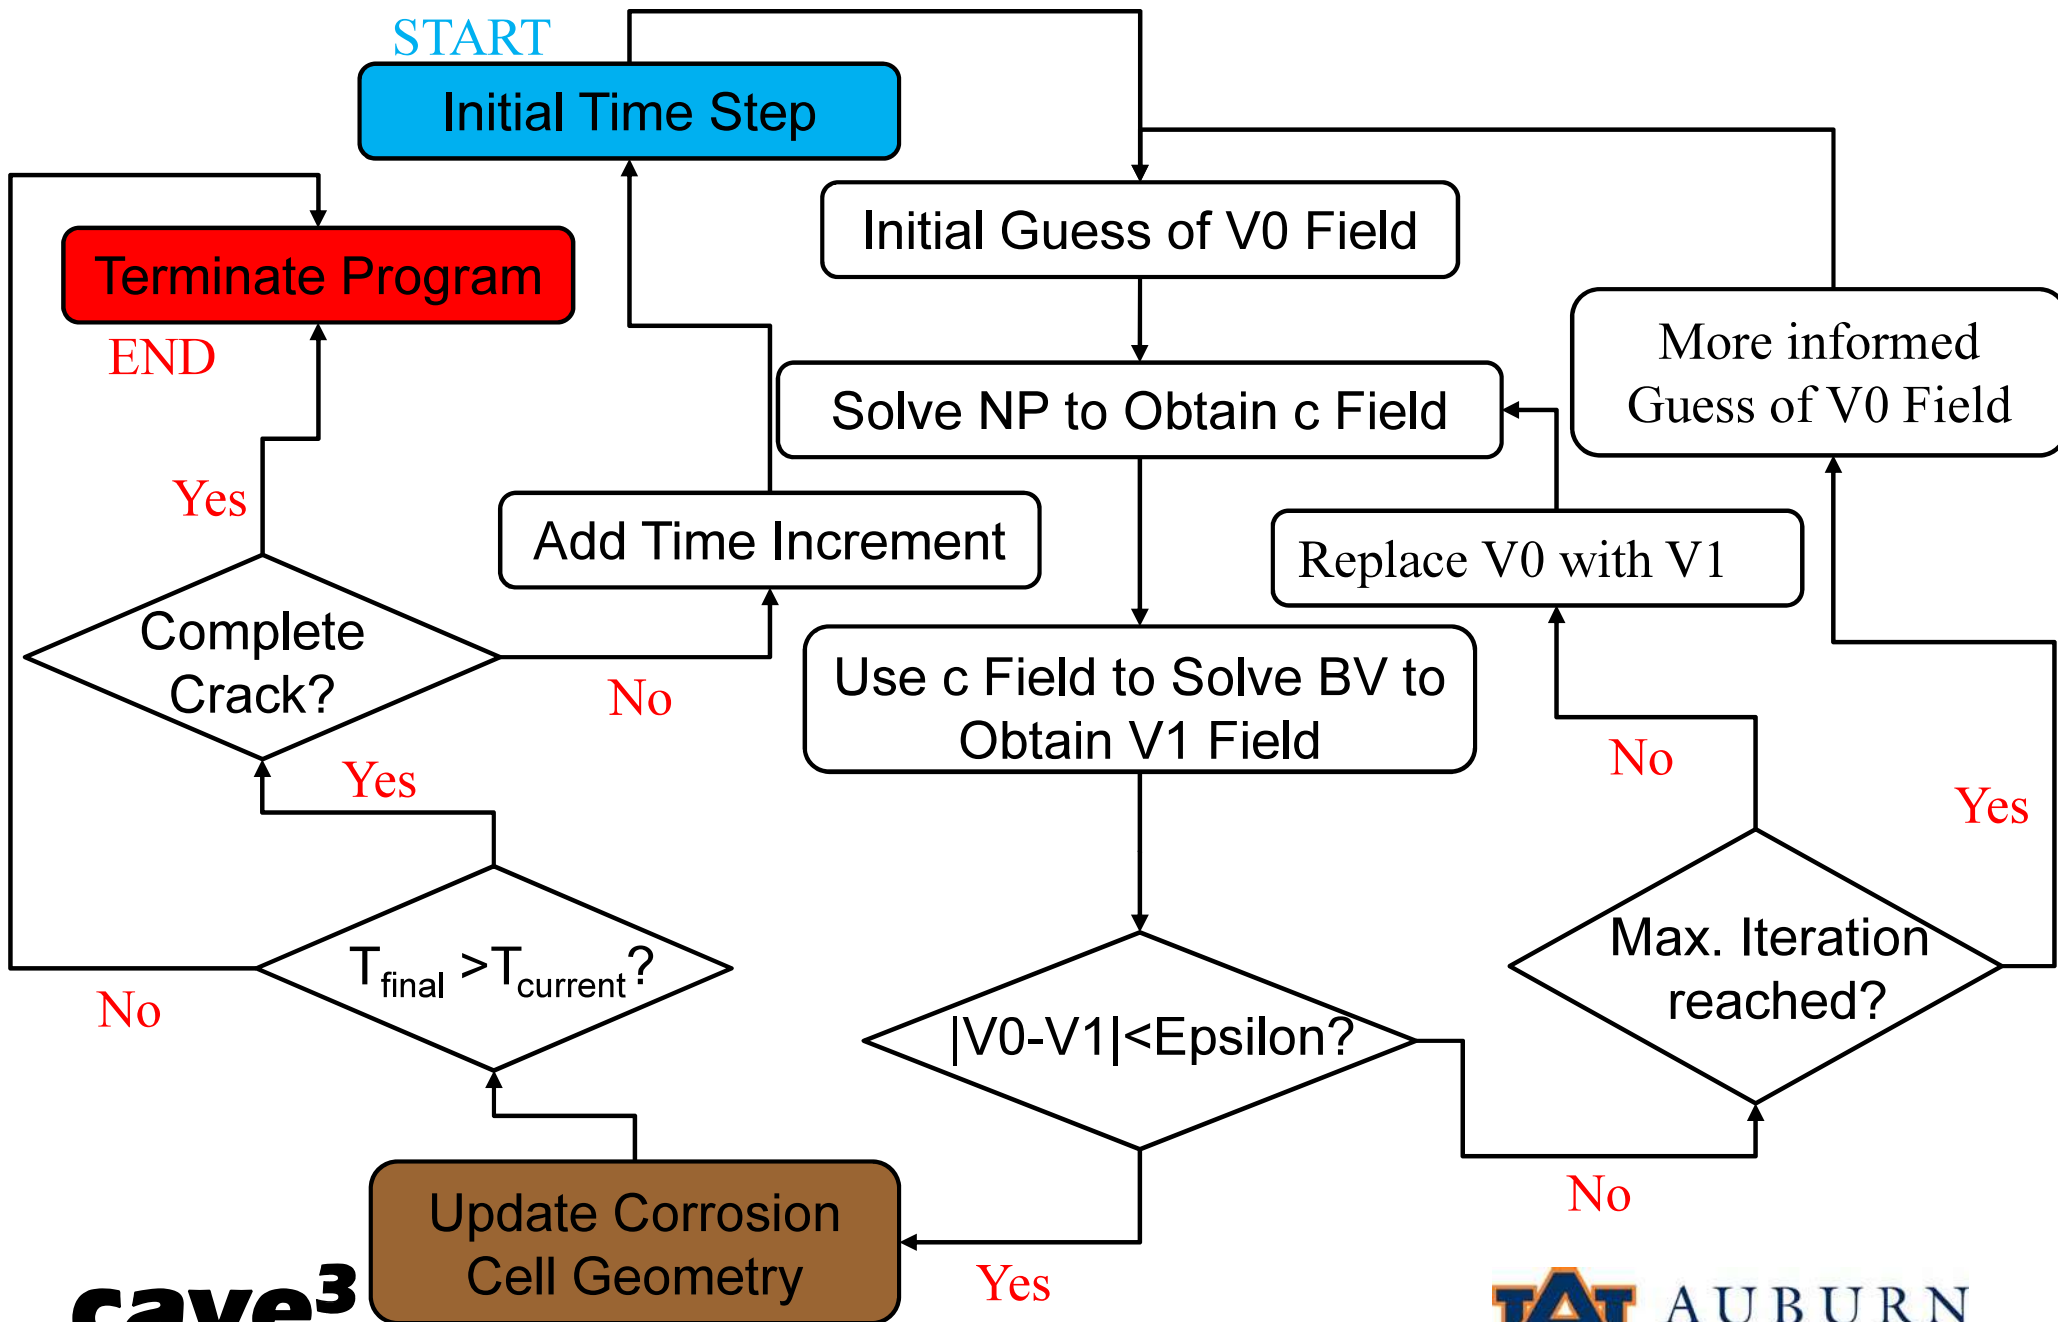 START
Initial Time Step
Initial Guess of V0 Field
Terminate Program
END
More informed
Guess of V0 Field
Solve NP to Obtain c Field
Yes
Add Time Increment
Replace V0 with V1
Complete
Crack?
No
Use c Field to Solve BV to
Obtain V1 Field
No
Yes
Yes
Max. Iteration
reached?
T_final >T_current?
No
|V0-V1|<Epsilon?
No
Update Corrosion
Cell Geometry
Yes
cave³
AUBURN